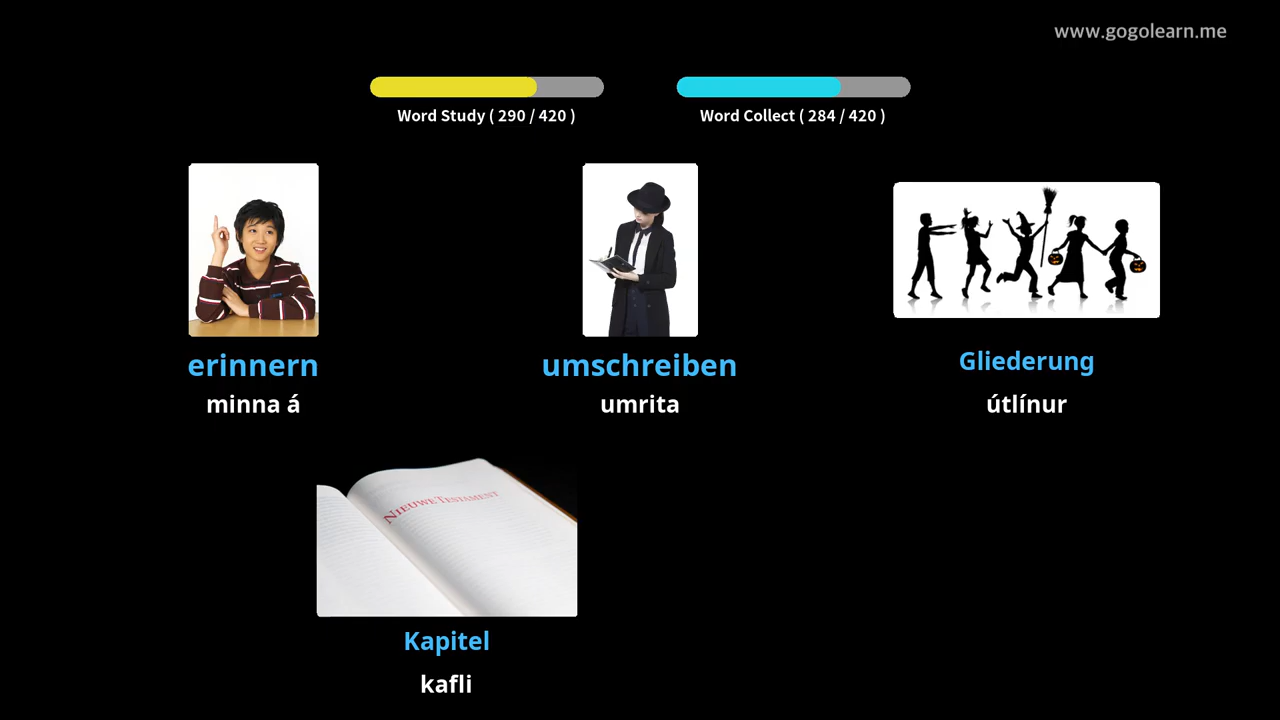 www.gogolearn.me
Word Study ( 290 / 420 )
Word Collect ( 284 / 420 )
erinnern
minna á
umschreiben
umrita
Gliederung
útlínur
NIEUWE TESTAMENT
Kapitel
kafli